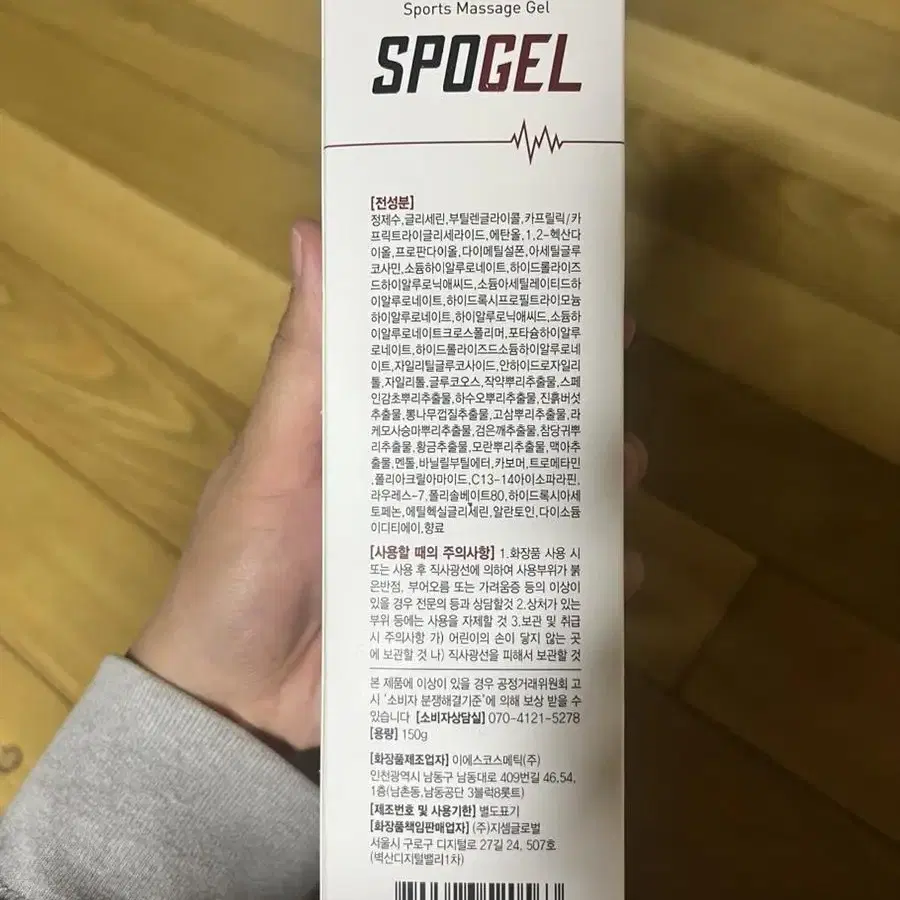 Sports Massage Gel
SPOGEL
[전성분]
정제수,글리세린,부틸렌글라이콜,카프릴릭/카
프릭트라이글리세라이드,에탄올,1,2-헥산다
이올,프로판다이올,다이메틸설폰,아세틸글루
코사민,소듐하이알루로네이트,하이드롤라이즈
드하이알루로닉애씨드,소듐아세틸레이티드하
이알루로네이트,하이드록시프로필트라이모늄
하이알루로네이트,하이알루로닉애씨드,소듐하
이알루로네이트크로스폴리머,포타슘하이알루
로네이트,하이드롤라이즈드소듐하이알루로네
이트,자일리틸글루코사이드,안하이드로자일리
톨,자일리톨,글루코오스,작약뿌리추출물,스페
인감초뿌리추출물,하수오뿌리추출물,진흙버섯
추출물,뽕나무껍질추출물,고삼뿌리추출물,라
케모사승마뿌리추출물,검은깨추출물,참당귀뿌
리추출물,황금추출물,모란뿌리추출물,맥아추
출물,멘톨,바닐릴부틸에터,카보머,트로메타민
,폴리아크릴아마이드,C13-14아이소파라핀,
라우레스-7,폴리솔베이트80,하이드록시아세
토페논,에틸헥실글리세린,알란토인,다이소듐
이디티에이,향료
[사용할 때의 주의사항] 1.화장품 사용 시
또는 사용 후 직사광선에 의하여 사용부위가 붉
은반점, 부어오름 또는 가려움증 등의 이상이
있을 경우 전문의 등과 상담할것 2.상처가 있는
부위 등에는 사용을 자제할 것 3.보관 및 취급
시 주의사항 가) 어린이의 손이 닿지 않는 곳
에 보관할 것 나) 직사광선을 피해서 보관할 것
본 제품에 이상이 있을 경우 공정거래위원회 고
시 '소비자 분쟁해결기준'에 의해 보상 받을 수
있습니다 [소비자상담실] 070-4121-5278
[용량] 150g
[화장품제조업자] 이에스코스메틱(주)
인천광역시 남동구 남동대로 409번길 46,54,
1층(남촌동,남동공단 3블럭8롯트)
[제조번호 및 사용기한] 별도표기
[화장품책임판매업자] (주)지셈글로벌
서울시 구로구 디지털로 27길 24, 507호
(벽산디지털밸리1차)